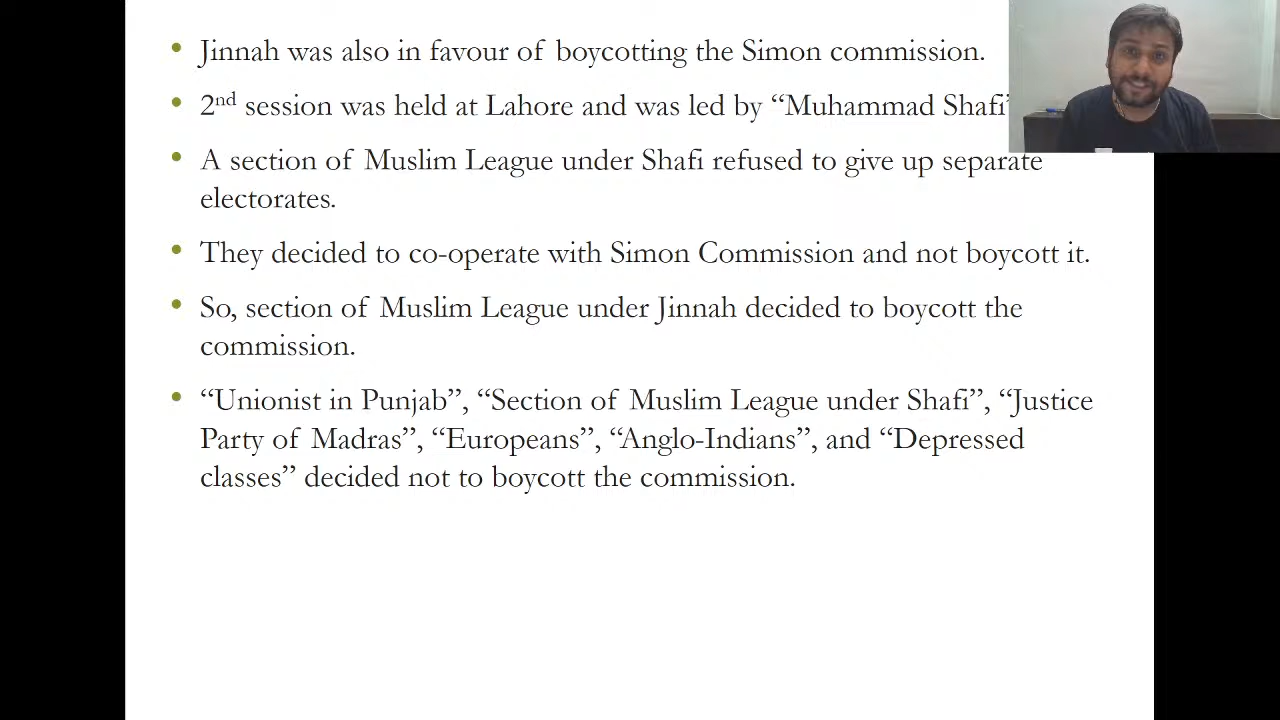 • Jinnah was also in favour of boycotting the Simon commission.
• 2nd session was held at Lahore and was led by “Muhammad Shafi”
• A section of Muslim League under Shafi refused to give up separate
electorates.
• They decided to co-operate with Simon Commission and not boycott it.
• So, section of Muslim League under Jinnah decided to boycott the
commission.
• “Unionist in Punjab”, “Section of Muslim League under Shafi”, “Justice
Party of Madras”, “Europeans”, “Anglo-Indians”, and “Depressed
classes” decided not to boycott the commission.